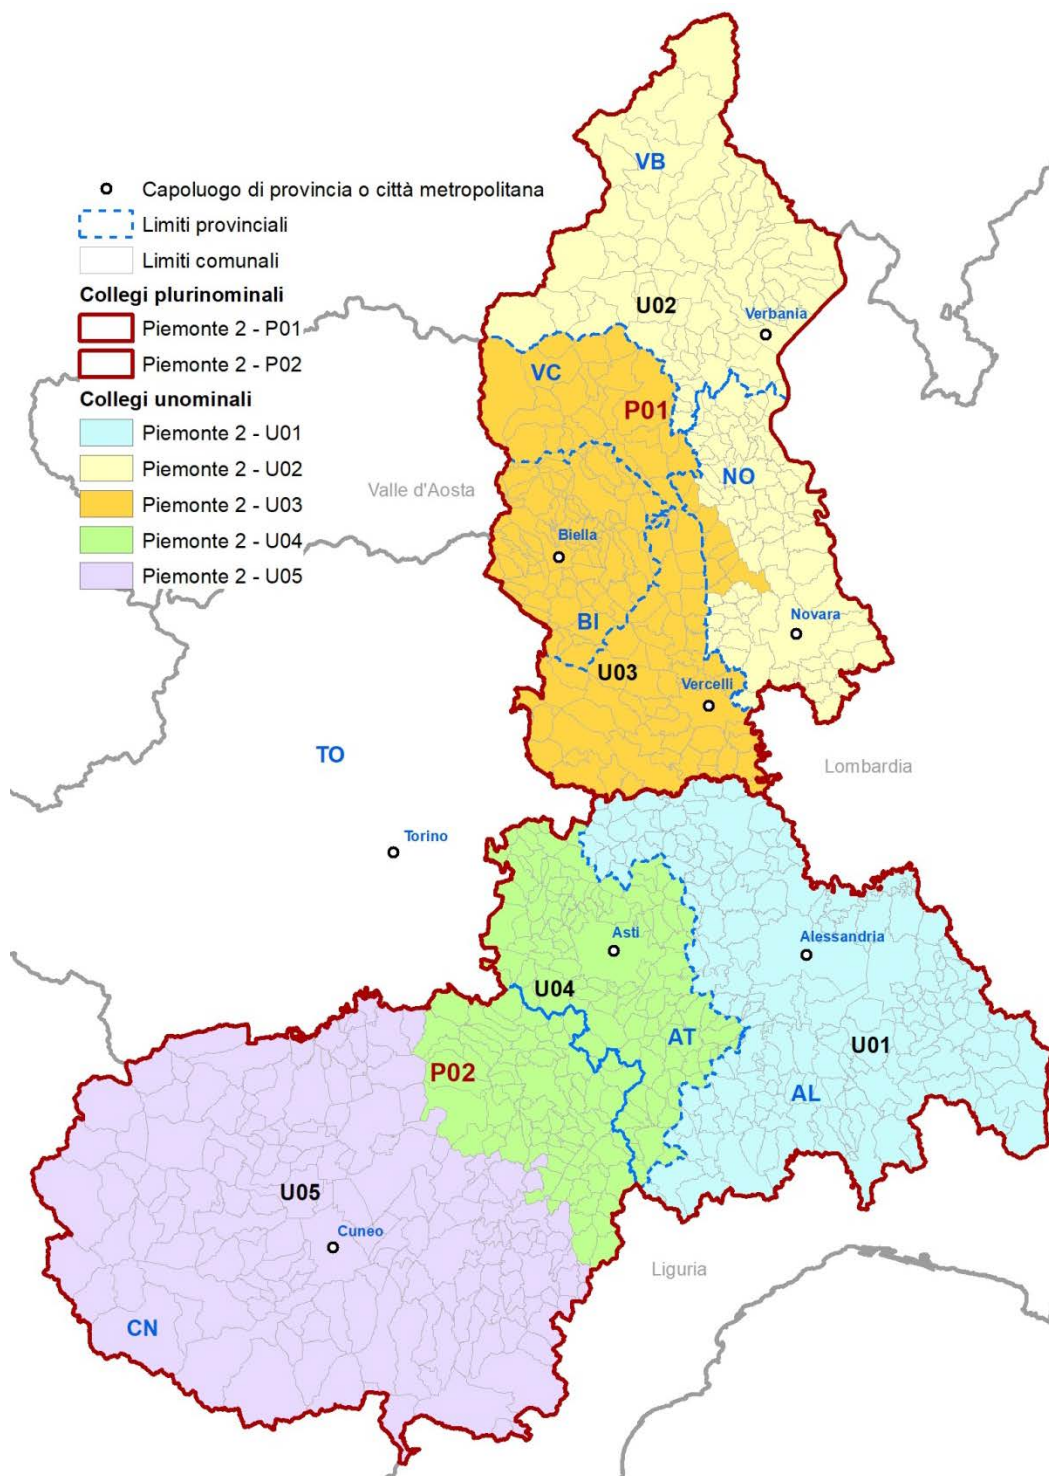 Capoluogo di provincia o città metropolitana
Limiti provinciali
Limiti comunali
Collegi plurinominali
Piemonte 2 - P01
Piemonte 2 - P02
Collegi unominali
Piemonte 2 - U01
Piemonte 2 - U02
Piemonte 2 - U03
Piemonte 2 - U04
Piemonte 2 - U05
VB
U02
Verbania
VC
P01
NO
Valle d'Aosta
Biella
BI
Novara
U03
Vercelli
TO
Lombardia
Torino
Asti
Alessandria
U04
AT
U01
P02
AL
U05
Cuneo
Liguria
CN